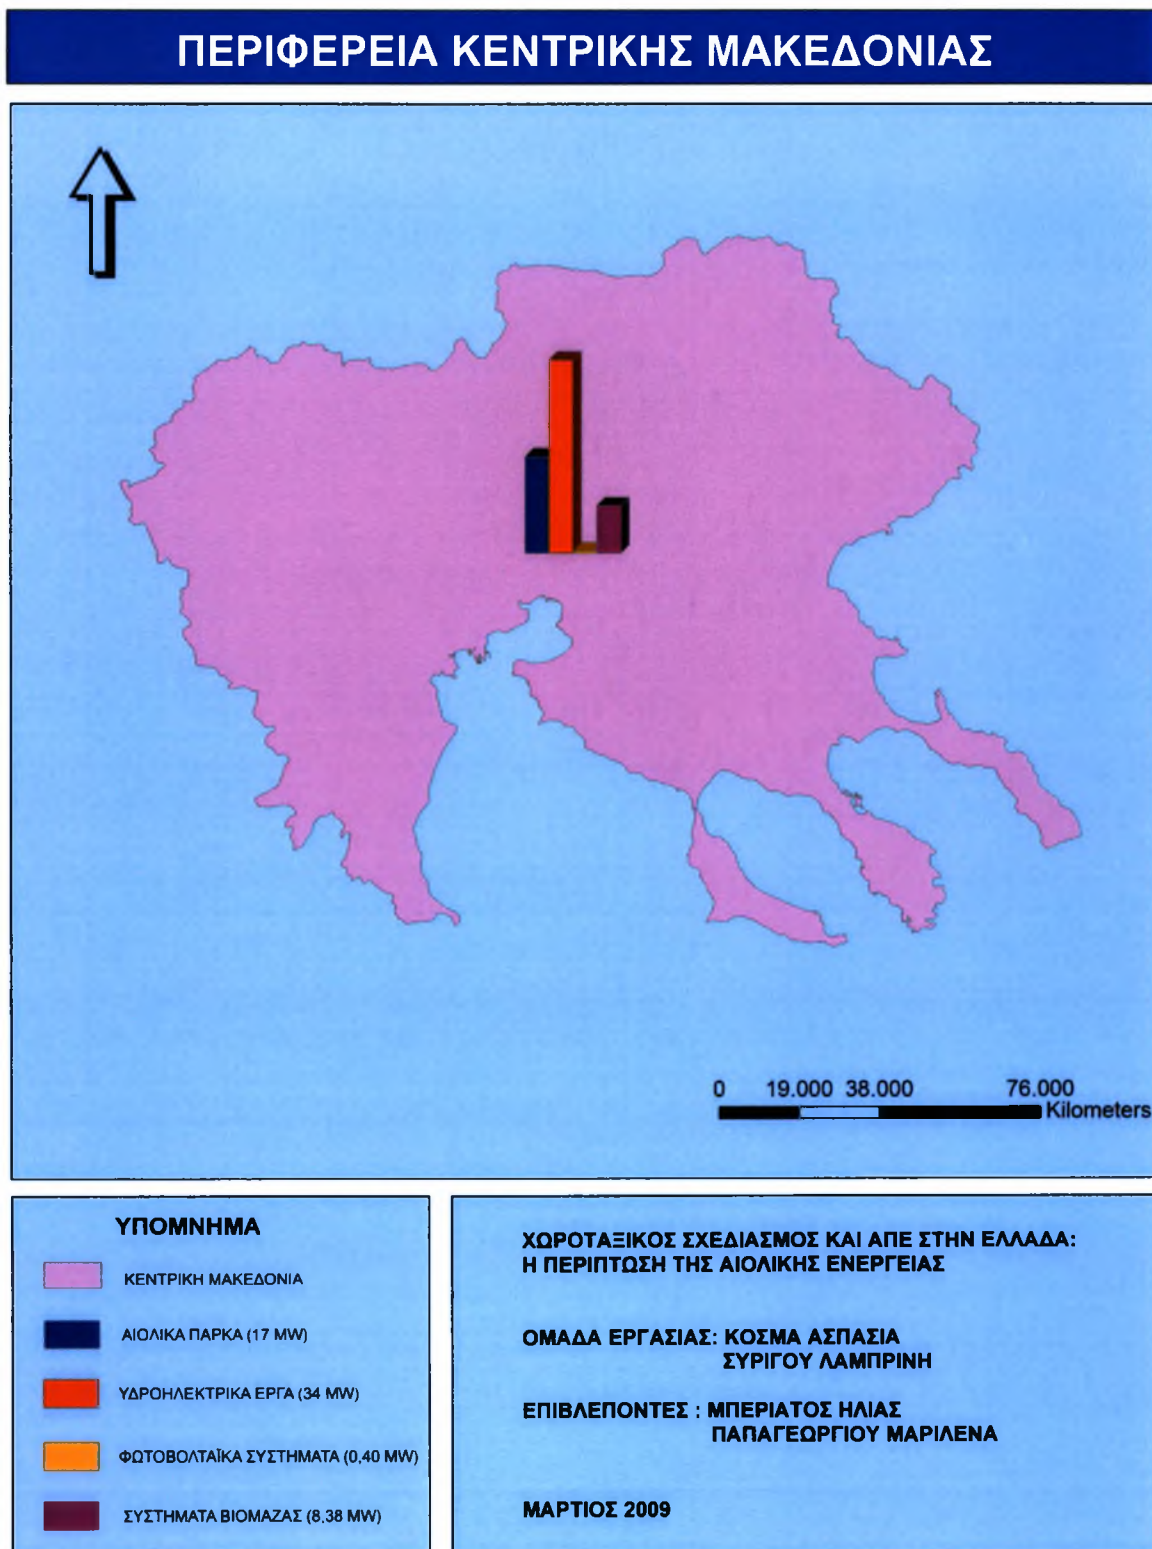 ΠΕΡΙΦΕΡΕΙΑ ΚΕΝΤΡΙΚΗΣ ΜΑΚΕΔΟΝΙΑΣ
0 19.000 38.000 76.000
Kilometers
ΥΠΟΜΝΗΜΑ
ΚΕΝΤΡΙΚΗ ΜΑΚΕΔΟΝΙΑ
ΑΙΟΛΙΚΑ ΠΑΡΚΑ (17 MW)
ΥΔΡΟΗΛΕΚΤΡΙΚΑ ΕΡΓΑ (34 MW)
ΦΩΤΟΒΟΛΤΑΪΚΑ ΣΥΣΤΗΜΑΤΑ (0,40 MW)
ΣΥΣΤΗΜΑΤΑ ΒΙΟΜΑΖΑΣ (8,38 MW)
ΧΩΡΟΤΑΞΙΚΟΣ ΣΧΕΔΙΑΣΜΟΣ ΚΑΙ ΑΠΕ ΣΤΗΝ ΕΛΛΑΔΑ:
Η ΠΕΡΙΠΤΩΣΗ ΤΗΣ ΑΙΟΛΙΚΗΣ ΕΝΕΡΓΕΙΑΣ
ΟΜΑΔΑ ΕΡΓΑΣΙΑΣ: ΚΟΣΜΑ ΑΣΠΑΣΙΑ
ΣΥΡΙΓΟΥ ΛΑΜΠΡΙΝΗ
ΕΠΙΒΛΕΠΟΝΤΕΣ : ΜΠΕΡΙΑΤΟΣ ΗΛΙΑΣ
ΠΑΠΑΓΕΩΡΓΙΟΥ ΜΑΡΙΛΕΝΑ
ΜΑΡΤΙΟΣ 2009